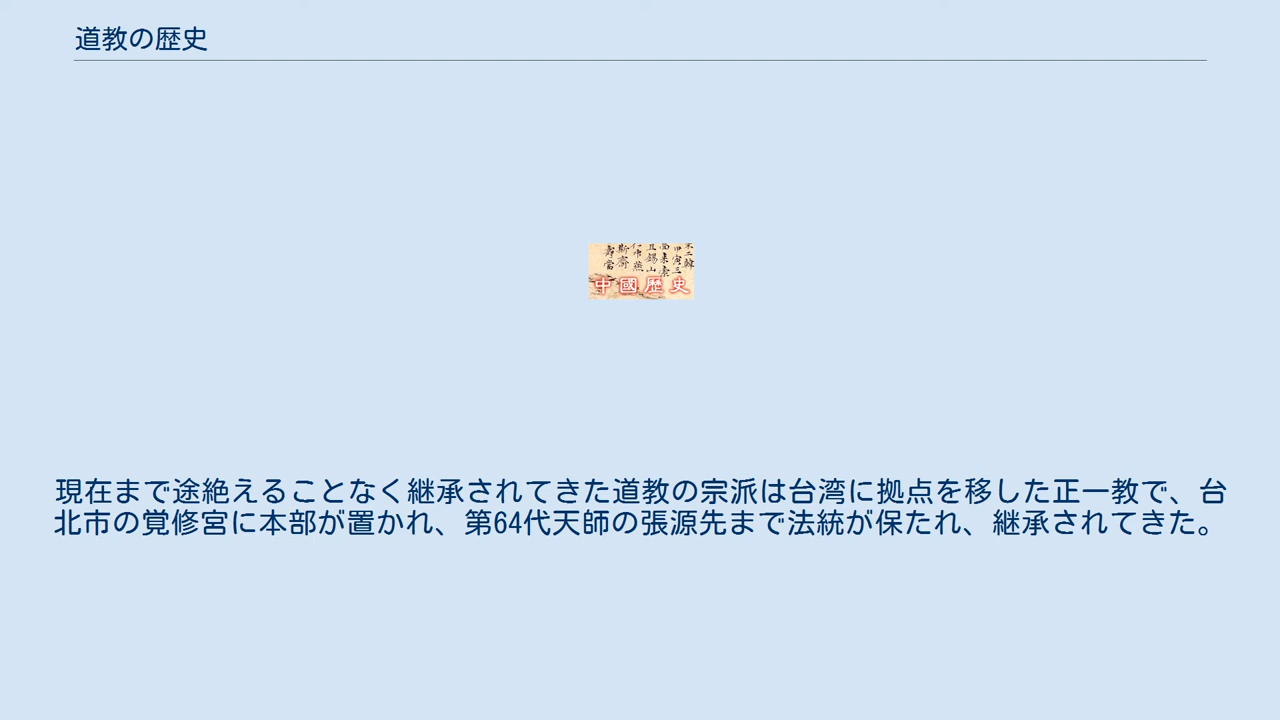 道教の歴史
中國歷史
現在まで途絶えることなく継承されてきた道教の宗派は台湾に拠点を移した正一教で、台
北市の覚修宮に本部が置かれ、第64代天師の張源先まで法統が保たれ、継承されてきた。